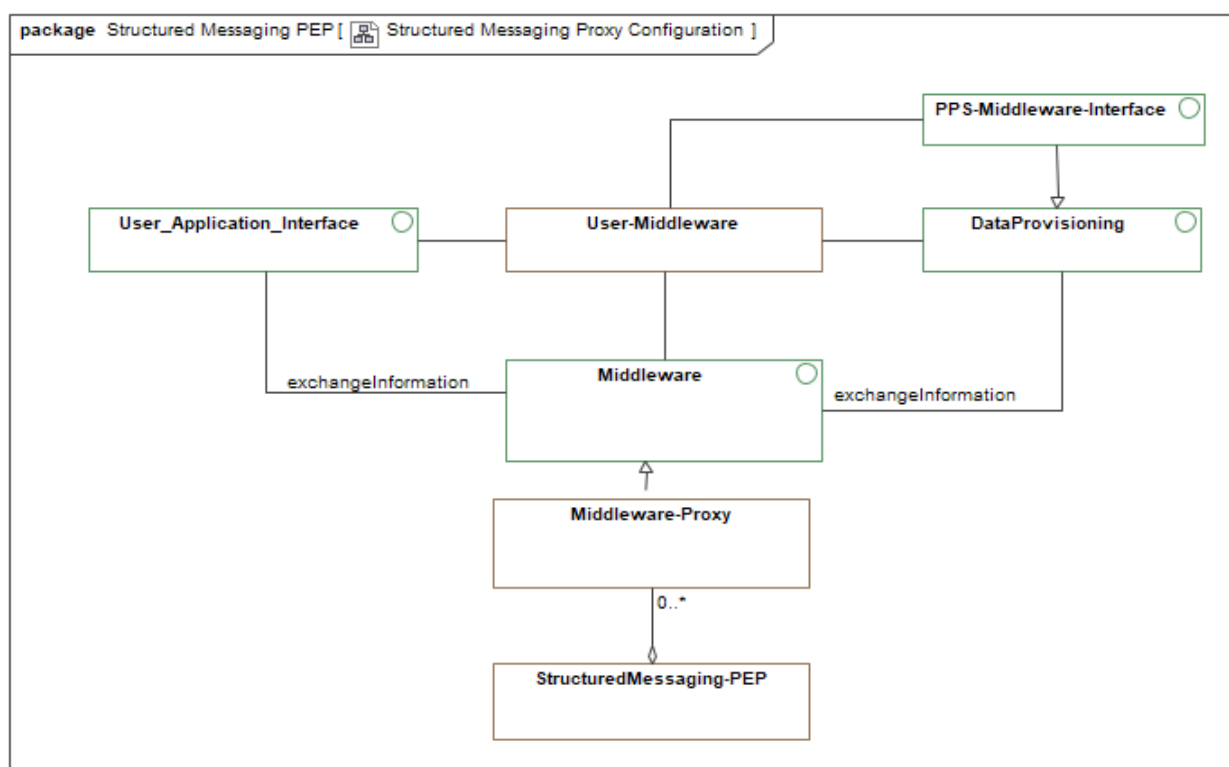 package Structured Messaging PEP [ Structured Messaging Proxy Configuration ]
PPS-Middleware-Interface
User_Application_Interface
User-Middleware
DataProvisioning
Middleware
exchangeInformation
exchangeInformation
Middleware-Proxy
0..*
StructuredMessaging-PEP